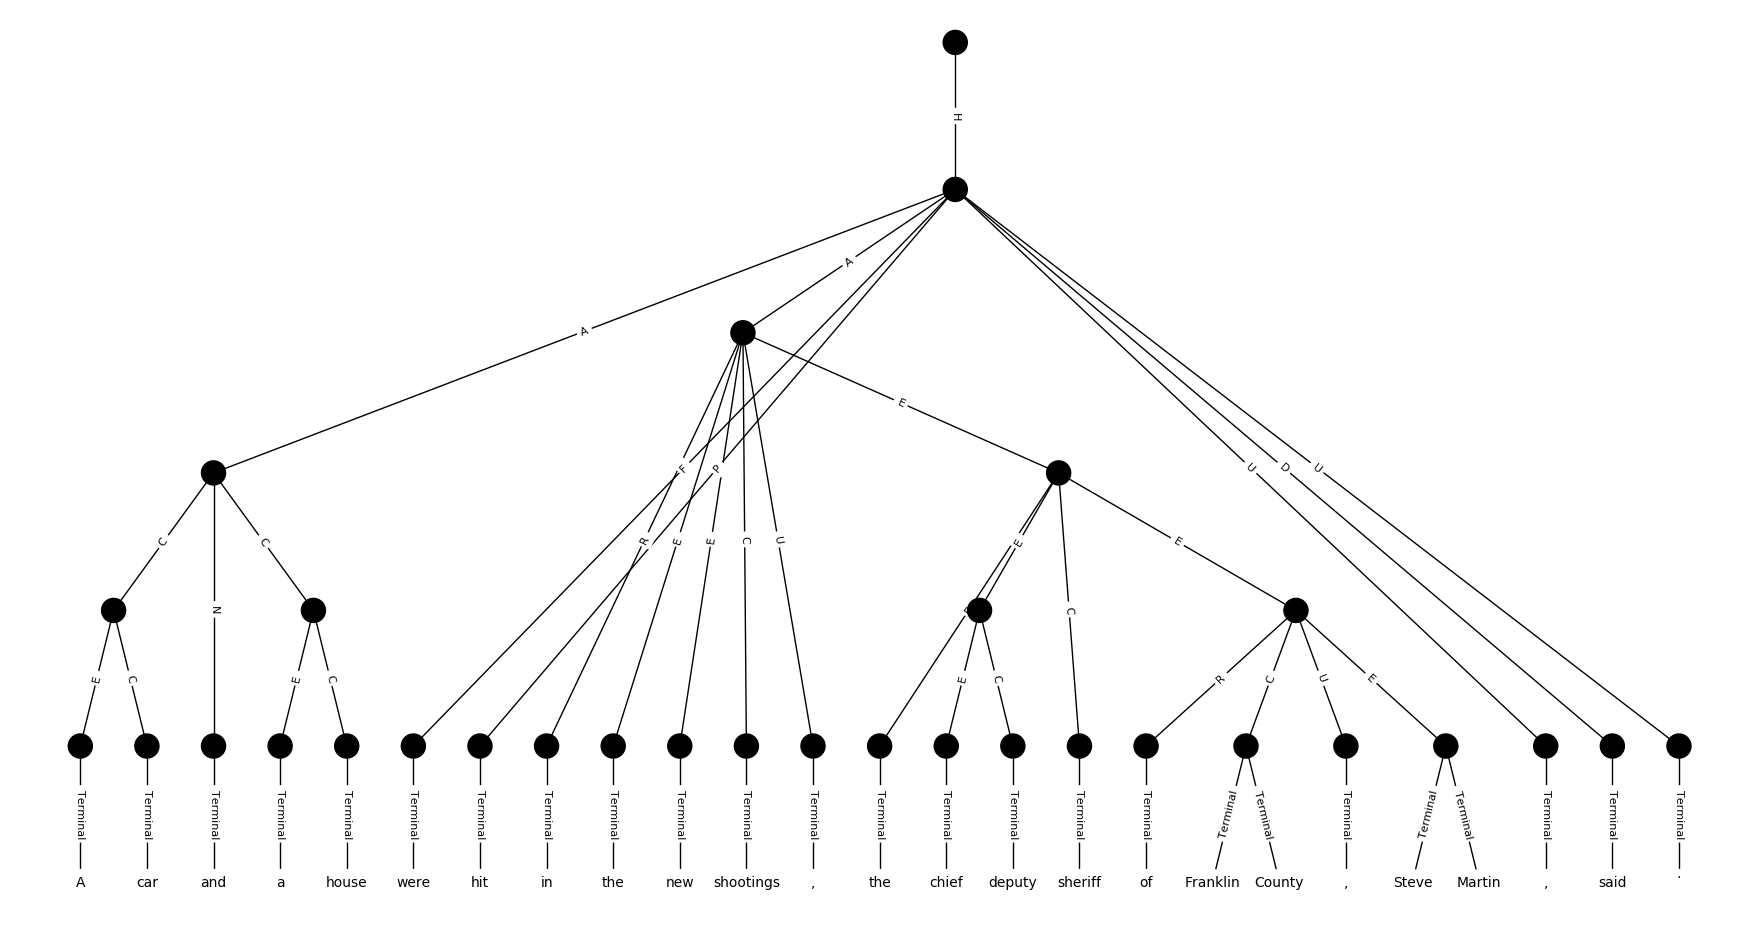 H
A
A
E
F
P
U
D
U
C
C
R
E
E
C
U
E
E
N
E
C
E
C
E
C
E
C
R
C
U
E
Terminal Terminal Terminal Terminal Terminal Terminal Terminal Terminal Terminal Terminal Terminal Terminal Terminal Terminal Terminal Terminal Terminal Terminal Terminal Terminal Terminal Terminal Terminal Terminal Terminal
A car and a house were hit in the new shootings , the chief deputy sheriff of Franklin County , Steve Martin , said .